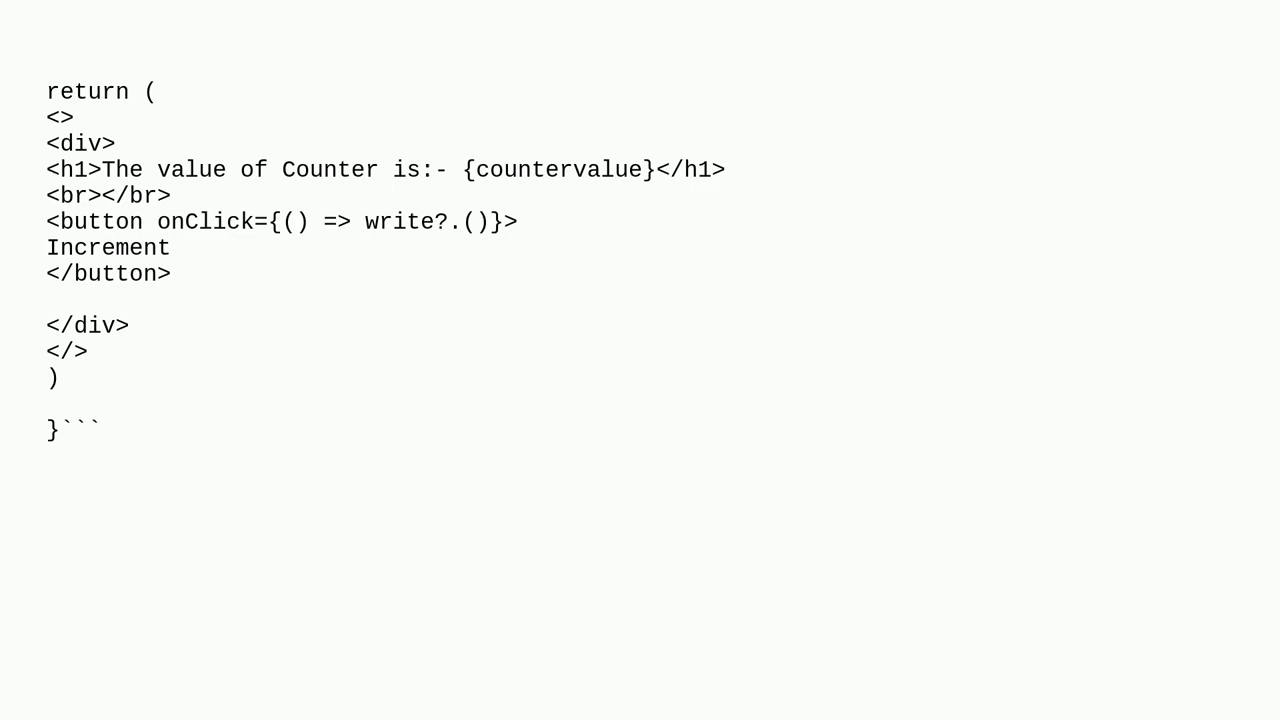 return (
<>
<div>
<h1>The value of Counter is:- {countervalue}</h1>
<br></br>
<button onClick={() => write?.()}>
Increment
</button>
</div>
</>
)
}```